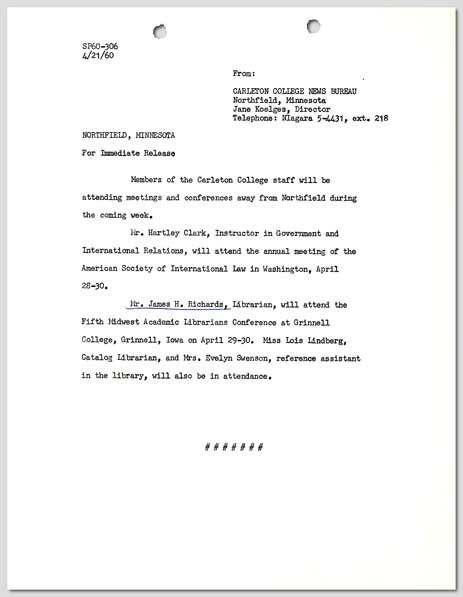 SP60-306
4/21/60
From:
CARLETON COLLEGE NEWS BUREAU
Northfield, Minnesota
Jane Koelges, Director
Telephone: NIagara 5-4431, ext. 218
NORTHFIELD, MINNESOTA
For Immediate Release
Members of the Carleton College staff will be
attending meetings and conferences away from Northfield during
the coming week.
Mr. Hartley Clark, Instructor in Government and
International Relations, will attend the annual meeting of the
American Society of International Law in Washington, April
28-30.
Mr. James H. Richards, Librarian, will attend the
Fifth Midwest Academic Librarians Conference at Grinnell
College, Grinnell, Iowa on April 29-30. Miss Lois Lindberg,
Catalog Librarian, and Mrs. Evelyn Swenson, reference assistant
in the library, will also be in attendance.
# # # # # # #